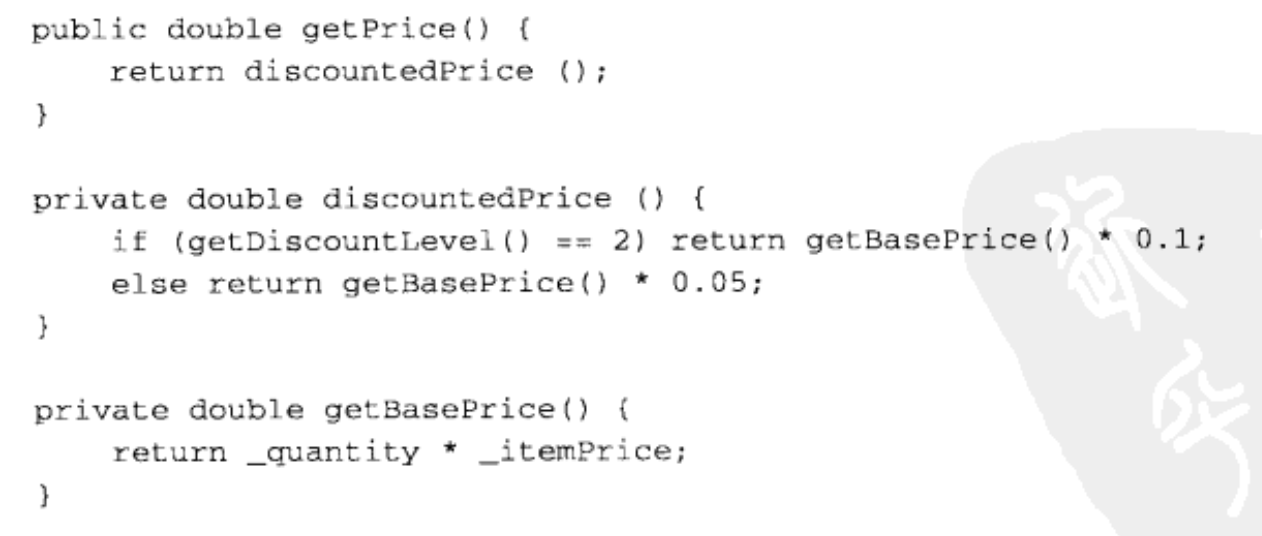 public double getPrice() {
    return discountedPrice ();
}

private double discountedPrice () {
    if (getDiscountLevel() == 2) return getBasePrice() * 0.1;
    else return getBasePrice() * 0.05;
}

private double getBasePrice() {
    return _quantity * _itemPrice;
}